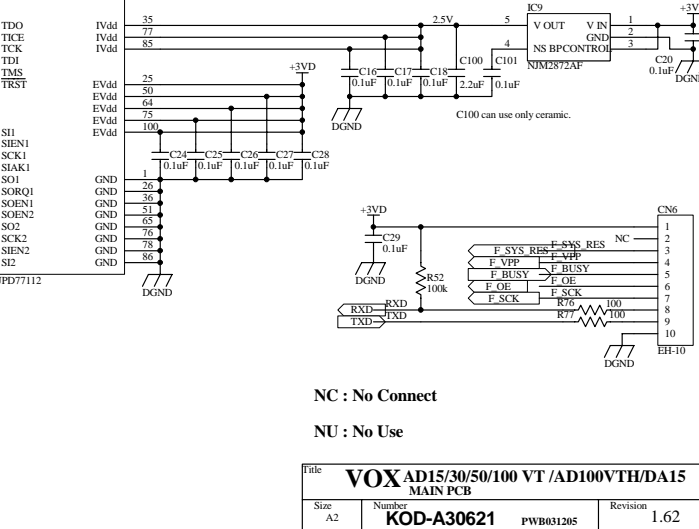 IC9
+3V
TDO IVdd 35 2.5V 5 V OUT V IN 1
TICE IVdd 77 GND 2
TCK IVdd 85 4 NS BPCONTROL 3
TDI
TMS
TRST
NJM2872AF
C20
0.1uF
DGND
C16 C17 C18 C100 C101
0.1uF 0.1uF 0.1uF 2.2uF 0.1uF
DGND
C100 can use only ceramic.
+3VD
EVdd 25
EVdd 50
EVdd 64
EVdd 75
SI1 EVdd 100
SIEN1
SCK1
SIAK1
C24 C25 C26 C27 C28
0.1uF 0.1uF 0.1uF 0.1uF 0.1uF
SO1 GND 1
SORQ1 GND 26
SOEN1 GND 36
SOEN2 GND 51
SO2 GND 65
SCK2 GND 76
SIEN2 GND 78
SI2 GND 86
PD77112
DGND
+3VD
C29
0.1uF
DGND
R52
100k
CN6
1
NC 2
F_SYS_RES F_SYS_RES 3
F_VPP F_VPP 4
F_BUSY F_BUSY 5
F_OE F_OE 6
F_SCK F_SCK 7
RXD RXD R76 100 8
TXD TXD R77 100 9
10
DGND
EH-10
NC : No Connect
NU : No Use
Title
VOX AD15/30/50/100 VT /AD100VTH/DA15
MAIN PCB
Size
A2
Number
KOD-A30621 PWB031205
Revision
1.62